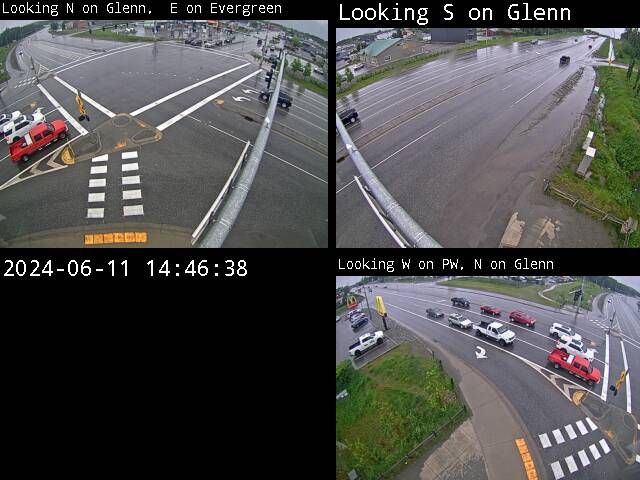 Looking N on Glenn,  E on Evergreen
Looking S on Glenn
2024-06-11 14:46:38
Looking W on PW, N on Glenn